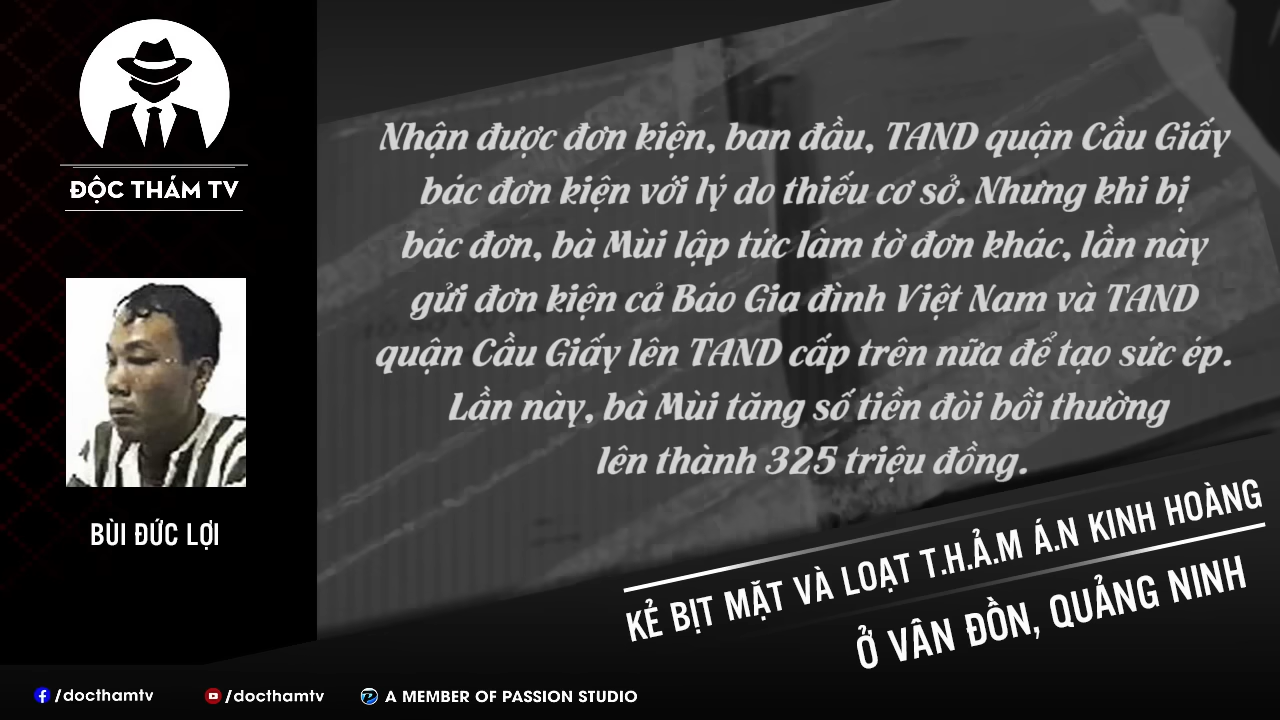 ĐỘC THÁM TV
BÙI ĐỨC LỢI
Nhận được đơn kiện, ban đầu, TAND quận Cầu Giấy
bác đơn kiện với lý do thiếu cơ sở. Nhưng khi bị
bác đơn, bà Mùi lập tức làm tờ đơn khác, lần này
gửi đơn kiện cả Báo Gia đình Việt Nam và TAND
quận Cầu Giấy lên TAND cấp trên nữa để tạo sức ép.
Lần này, bà Mùi tăng số tiền đòi bồi thường
lên thành 325 triệu đồng.
KẺ BỊT MẶT VÀ LOẠT T.H.Ả.M Á.N KINH HOÀNG
Ở VÂN ĐỒN, QUẢNG NINH
/docthamtv
/docthamtv
A MEMBER OF PASSION STUDIO